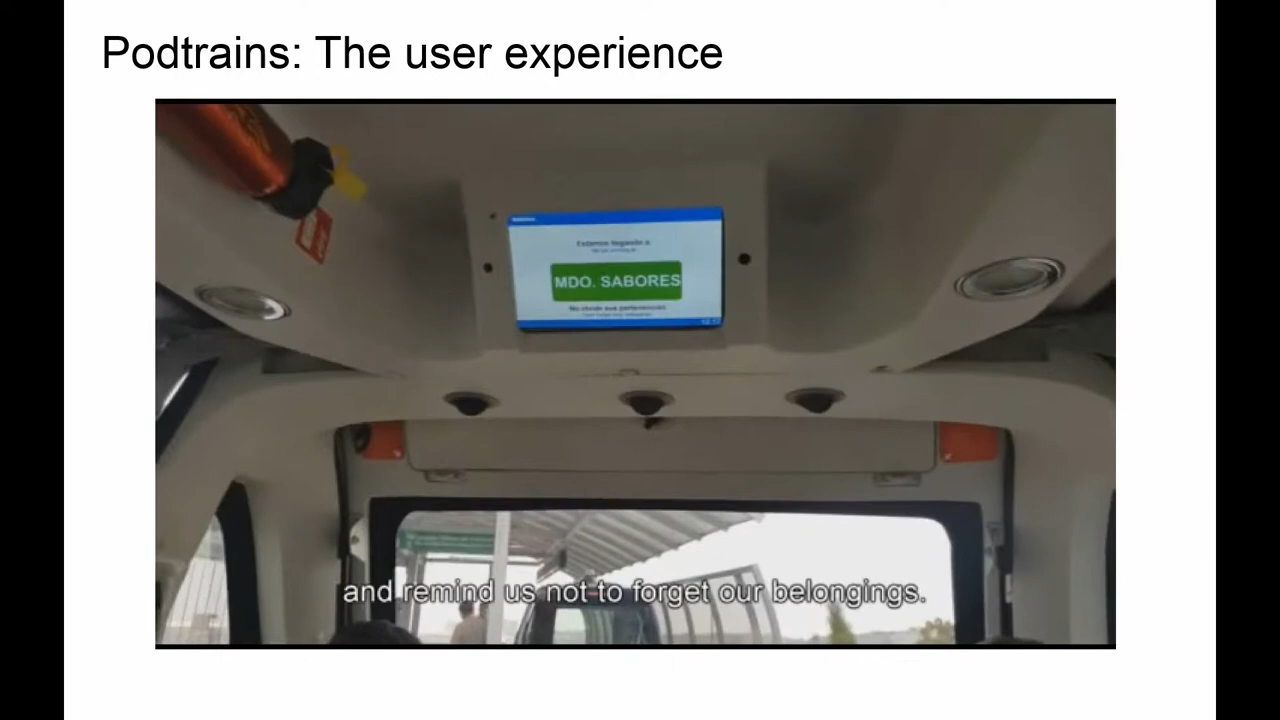 Podtrains: The user experience
Estamos llegando a
MDO. SABORES
No olvide sus pertenencias
and remind us not to forget our belongings.